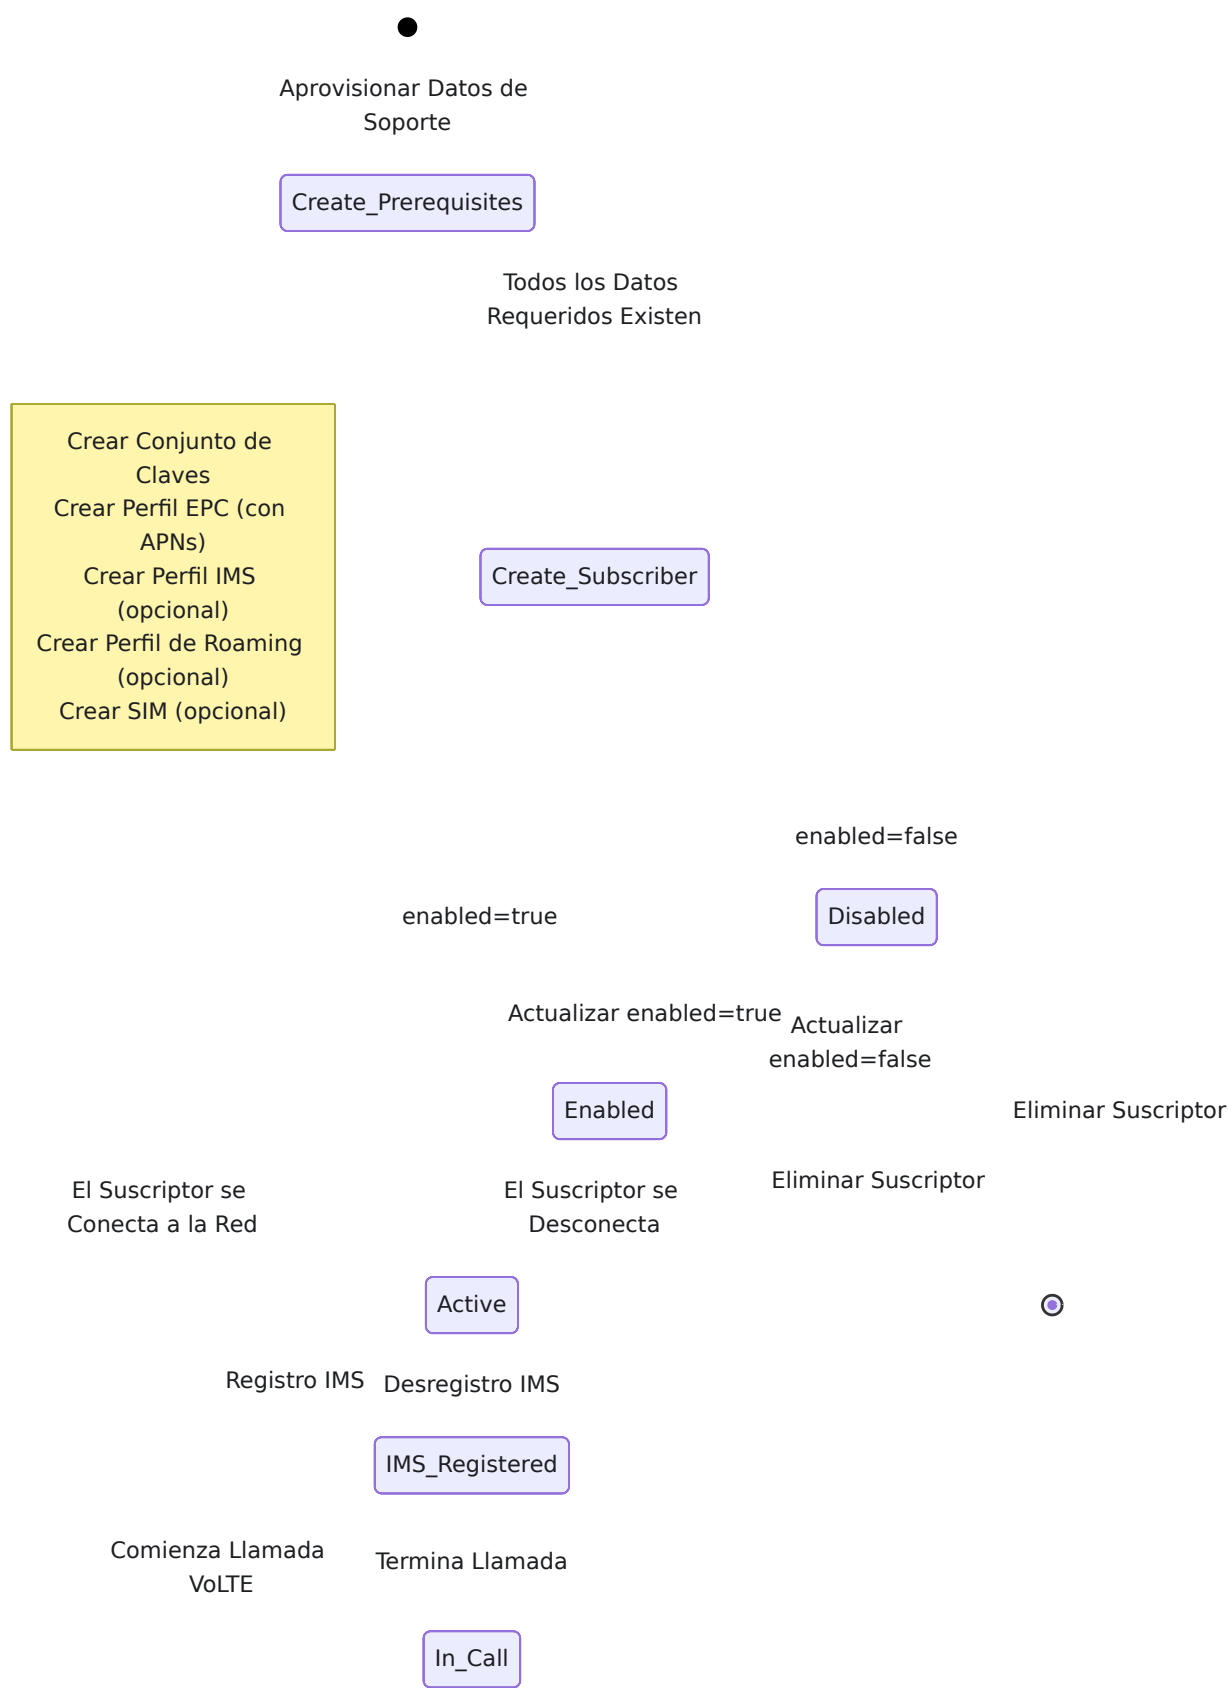 Aprovisionar Datos de
Soporte
Create_Prerequisites
Todos los Datos
Requeridos Existen
Crear Conjunto de
Claves
Crear Perfil EPC (con
APNs)
Crear Perfil IMS
(opcional)
Crear Perfil de Roaming
(opcional)
Crear SIM (opcional)
Create_Subscriber
enabled=false
enabled=true
Disabled
Actualizar enabled=true
Actualizar
enabled=false
Enabled
Eliminar Suscriptor
Eliminar Suscriptor
El Suscriptor se
Conecta a la Red
El Suscriptor se
Desconecta
Active
Registro IMS
Desregistro IMS
IMS_Registered
Comienza Llamada
VoLTE
Termina Llamada
In_Call